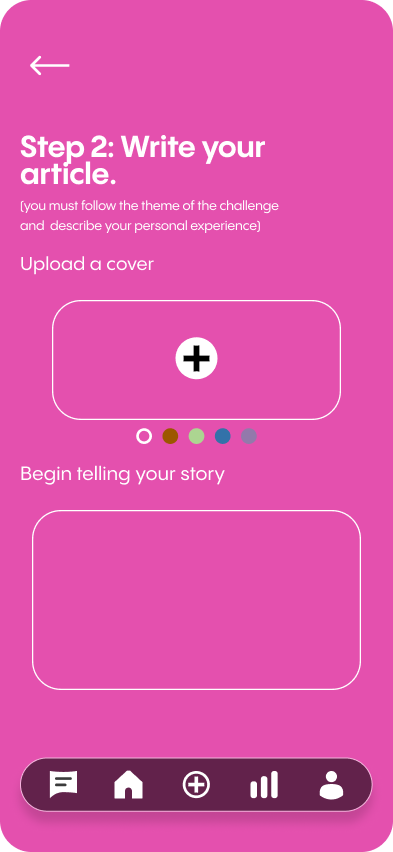 Step 2: Write your
article.
(you must follow the theme of the challenge
and  describe your personal experience)
Upload a cover
Begin telling your story